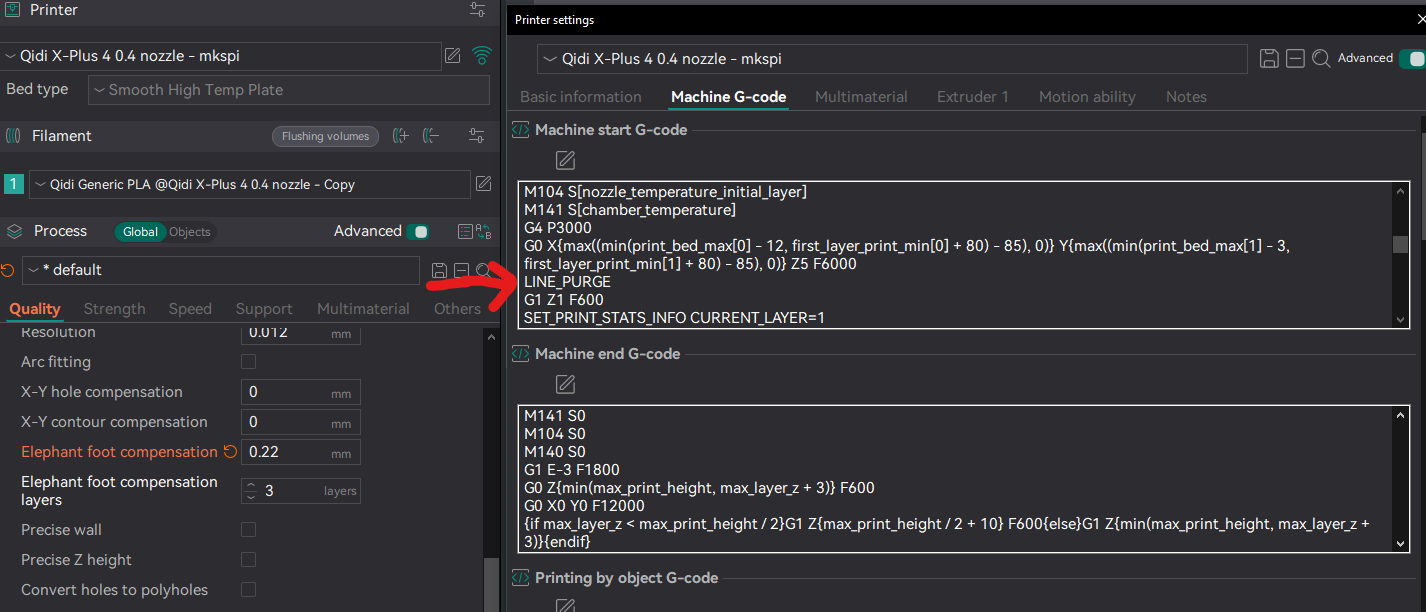 Printer
Printer settings
Qidi X-Plus 4 0.4 nozzle - mkspi
Bed type
Smooth High Temp Plate
Filament
Flushing volumes
1
Qidi Generic PLA @Qidi X-Plus 4 0.4 nozzle - Copy
Process
Global
Objects
Advanced
* default
Quality
Strength
Speed
Support
Multimaterial
Others
Resolution
0.012 mm
Arc fitting
X-Y hole compensation
0 mm
X-Y contour compensation
0 mm
Elephant foot compensation
0.22 mm
Elephant foot compensation
layers
3 layers
Precise wall
Precise Z height
Convert holes to polyholes
Qidi X-Plus 4 0.4 nozzle - mkspi
Advanced
Basic information
Machine G-code
Multimaterial
Extruder 1
Motion ability
Notes
Machine start G-code
M104 S[nozzle_temperature_initial_layer]
M141 S[chamber_temperature]
G4 P3000
G0 X{max((min(print_bed_max[0] - 12, first_layer_print_min[0] + 80) - 85), 0)} Y{max((min(print_bed_max[1] - 3,
first_layer_print_min[1] + 80) - 85), 0)} Z5 F6000
LINE_PURGE
G1 Z1 F600
SET_PRINT_STATS_INFO CURRENT_LAYER=1
Machine end G-code
M141 S0
M104 S0
M140 S0
G1 E-3 F1800
G0 Z{min(max_print_height, max_layer_z + 3)} F600
G0 X0 Y0 F12000
{if max_layer_z < max_print_height / 2}G1 Z{max_print_height / 2 + 10} F600{else}G1 Z{min(max_print_height, max_layer_z +
3)}{endif}
Printing by object G-code